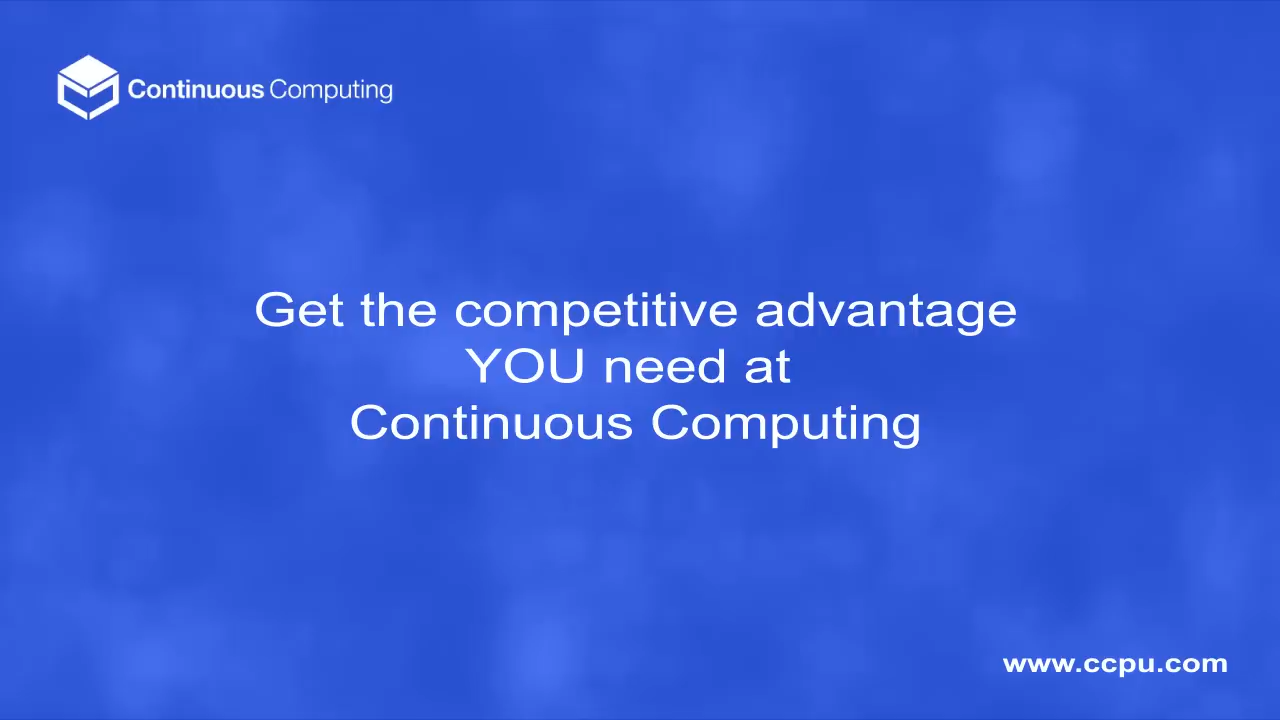 Continuous Computing
Get the competitive advantage
YOU need at
Continuous Computing
www.ccpu.com